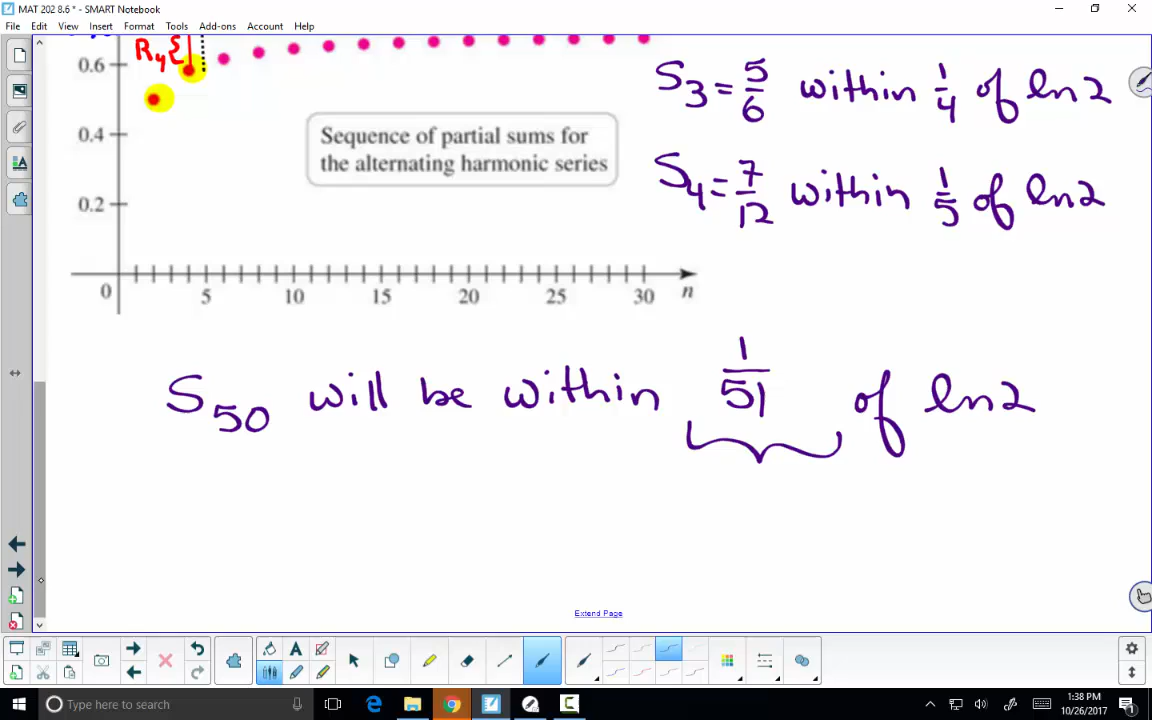 MAT 202 8.6 * - SMART Notebook
File Edit View Insert Format Tools Add-ons Account Help
R4
0.6
0.4
0.2
0 5 10 15 20 25 30 n
Sequence of partial sums for
the alternating harmonic series
S3 = 5/6 within 1/4 of ln2
S4 = 7/12 within 1/5 of ln2
S50 will be within 1/51 of ln2
Extend Page
Type here to search
1:38 PM
10/26/2017
1